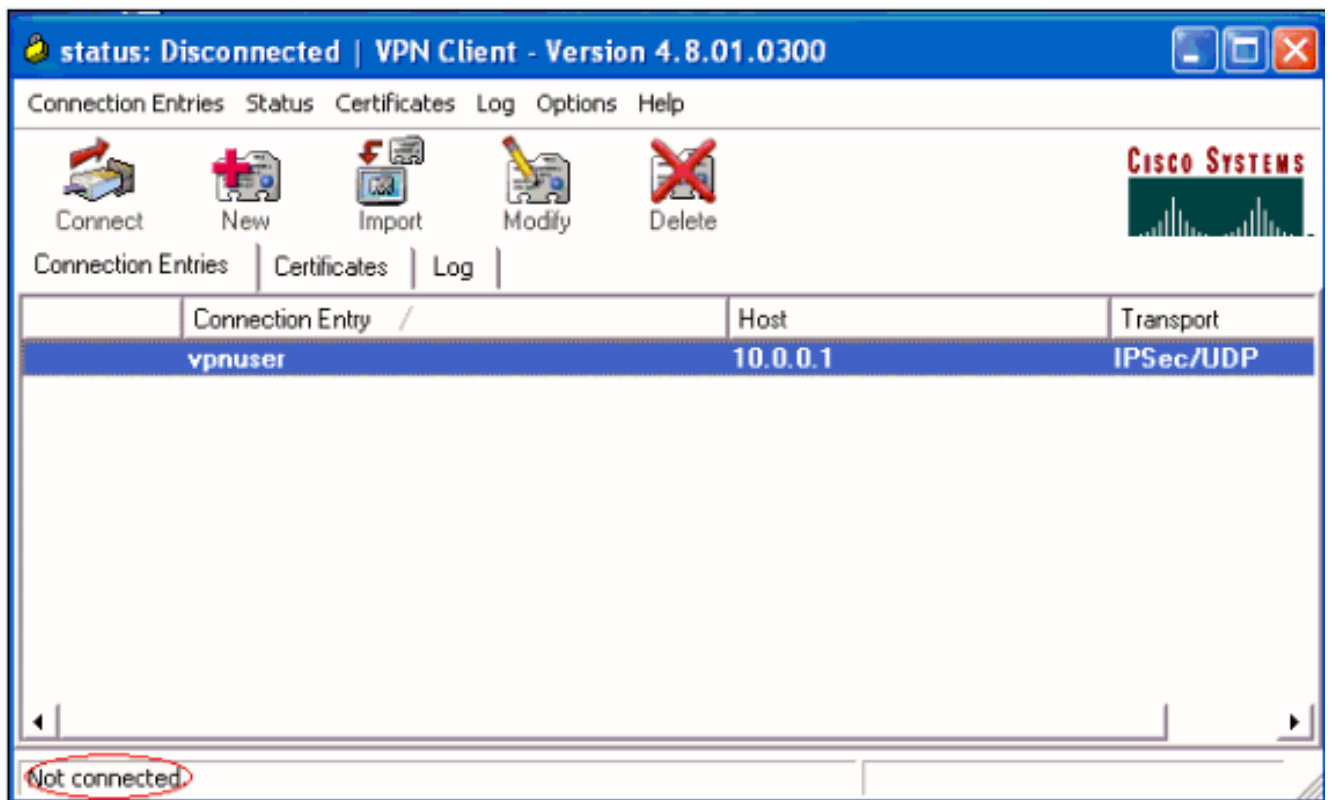 status: Disconnected | VPN Client - Version 4.8.01.0300
Connection Entries Status Certificates Log Options Help
Connect New Import Modify Delete
CISCO SYSTEMS
Connection Entries Certificates Log
Connection Entry Host Transport
vpnuser 10.0.0.1 IPSec/UDP
Not connected.